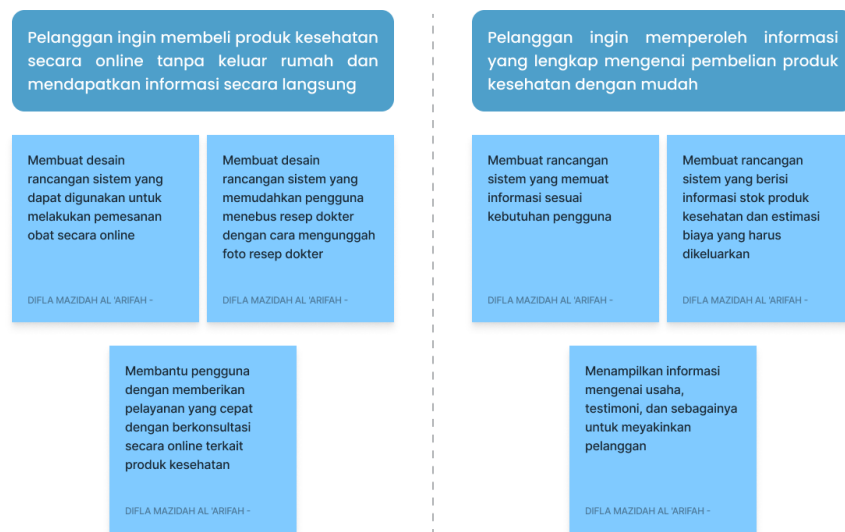 Pelanggan ingin membeli produk kesehatan
secara online tanpa keluar rumah dan
mendapatkan informasi secara langsung
Membuat desain
rancangan sistem yang
dapat digunakan untuk
melakukan pemesanan
obat secara online
DIFLA MAZIDAH AL 'ARIFAH -
Membuat desain
rancangan sistem yang
memudahkan pengguna
menebus resep dokter
dengan cara mengunggah
foto resep dokter
DIFLA MAZIDAH AL 'ARIFAH -
Membantu pengguna
dengan memberikan
pelayanan yang cepat
dengan berkonsultasi
secara online terkait
produk kesehatan
DIFLA MAZIDAH AL 'ARIFAH -
Pelanggan ingin memperoleh informasi
yang lengkap mengenai pembelian produk
kesehatan dengan mudah
Membuat rancangan
sistem yang memuat
informasi sesuai
kebutuhan pengguna
DIFLA MAZIDAH AL 'ARIFAH -
Membuat rancangan
sistem yang berisi
informasi stok produk
kesehatan dan estimasi
biaya yang harus
dikeluarkan
DIFLA MAZIDAH AL 'ARIFAH -
Menampilkan informasi
mengenai usaha,
testimoni, dan sebagainya
untuk meyakinkan
pelanggan
DIFLA MAZIDAH AL 'ARIFAH -